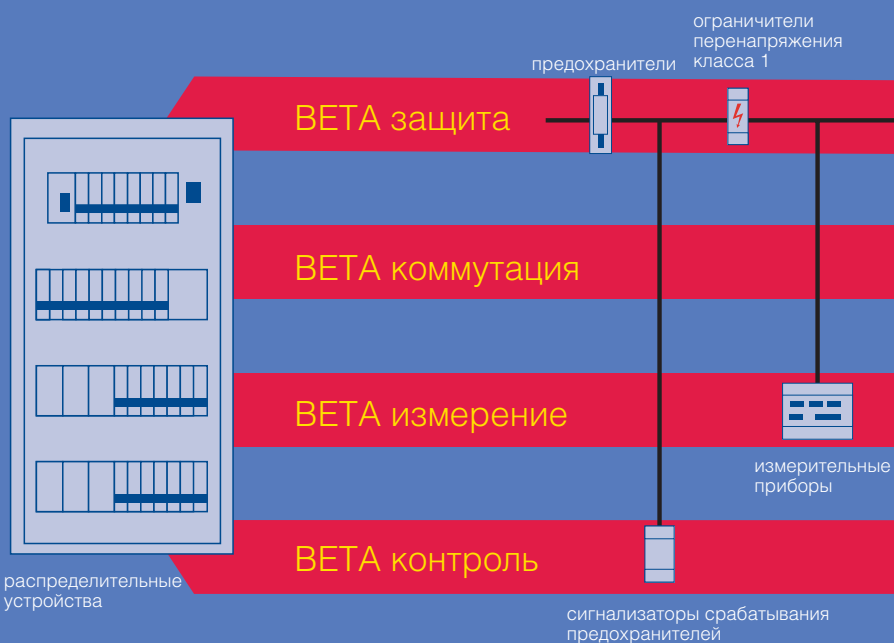 ограничители
перенапряжения
класса 1
предохранители
BETA защита
BETA коммутация
BETA измерение
измерительные
приборы
BETA контроль
распределительные
устройства
сигнализаторы срабатывания
предохранителей